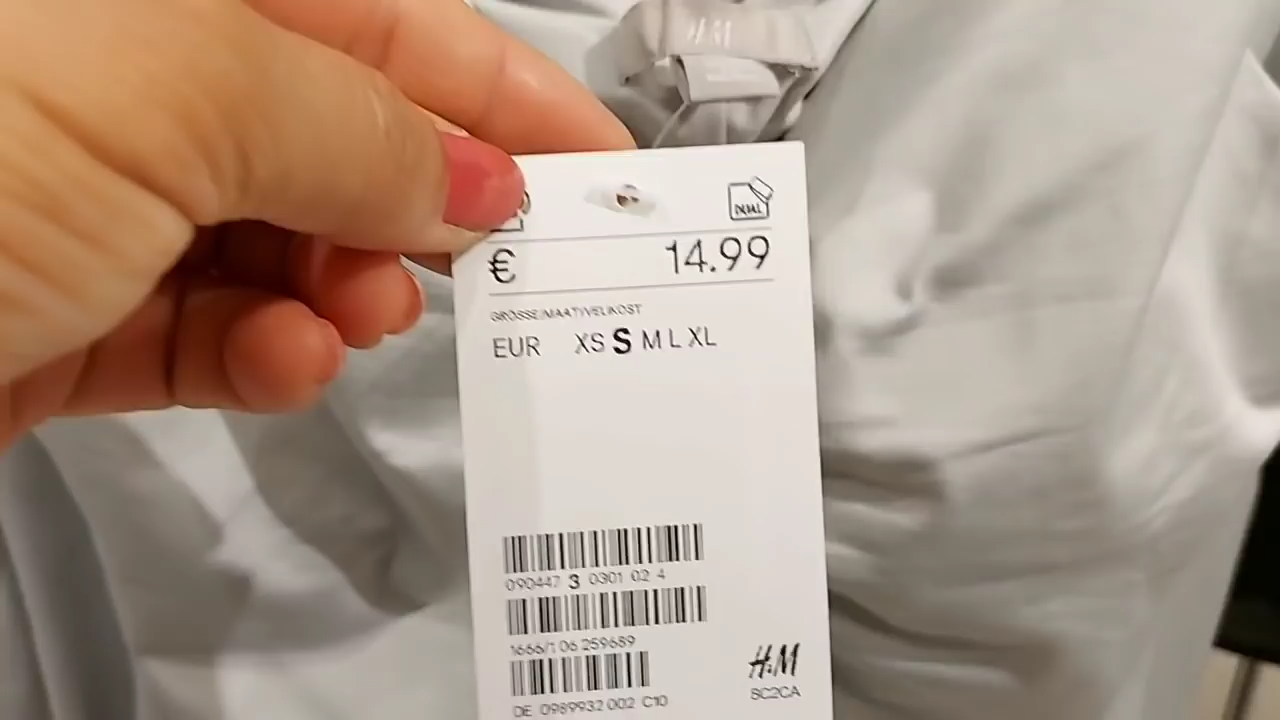 H&M
DUAL
€ 14.99
GRÖSSE/MAAT/VELIKOST
EUR XS S M L XL
090447 3 0301 02 4
1666/1 06 259689
DE 0989932 002 C10
H&M
SC2CA